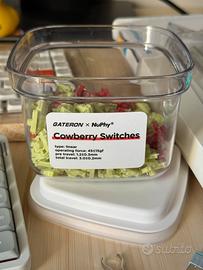 GATERON × NuPhy®
Cowberry Switches
type: linear
operating force: 45±15gf
pre travel: 1.2±0.3mm
total travel: 3.0±0.2mm
subito